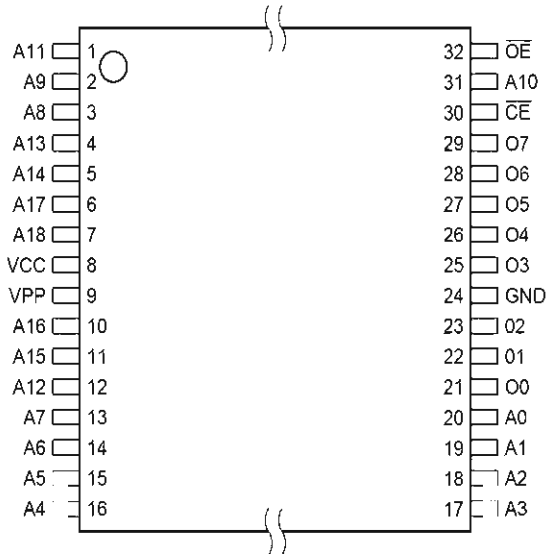 A11 1 32 O̅E̅
A9 2 31 A10
A8 3 30 C̅E̅
A13 4 29 O7
A14 5 28 O6
A17 6 27 O5
A18 7 26 O4
VCC 8 25 O3
VPP 9 24 GND
A16 10 23 02
A15 11 22 01
A12 12 21 O0
A7 13 20 A0
A6 14 19 A1
A5 15 18 A2
A4 16 17 A3